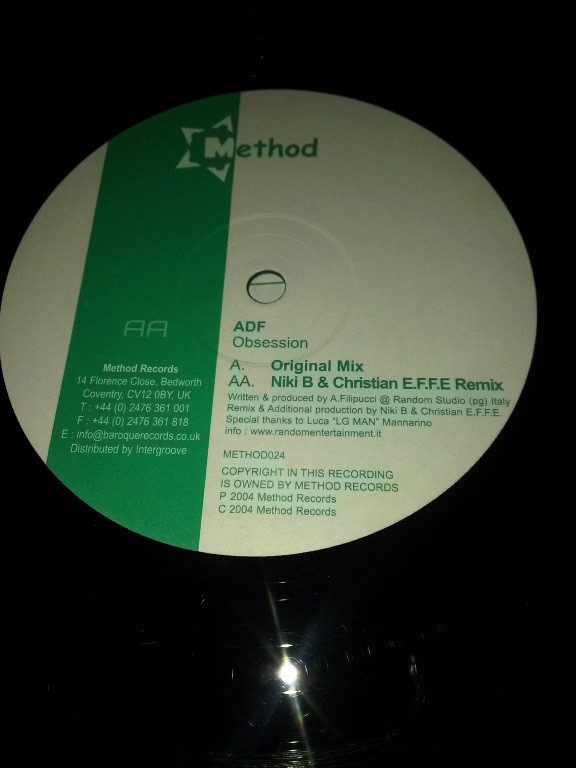 Method
AA
ADF
Obsession
A. Original Mix
AA. Niki B & Christian E.F.F.E Remix
Written & produced by A.Filipucci @ Random Studio (pg) Italy
Remix & Additional production by Niki B & Christian E.F.F.E.
Special thanks to Luca "LG MAN" Mannarino
info : www.randomentertainment.it
METHOD024
COPYRIGHT IN THIS RECORDING
IS OWNED BY METHOD RECORDS
P 2004 Method Records
C 2004 Method Records
Method Records
14 Florence Close, Bedworth
Coventry, CV12 0BY, UK
T : +44 (0) 2476 361 001
F : +44 (0) 2476 361 818
E : info@baroquerecords.co.uk
Distributed by Intergroove